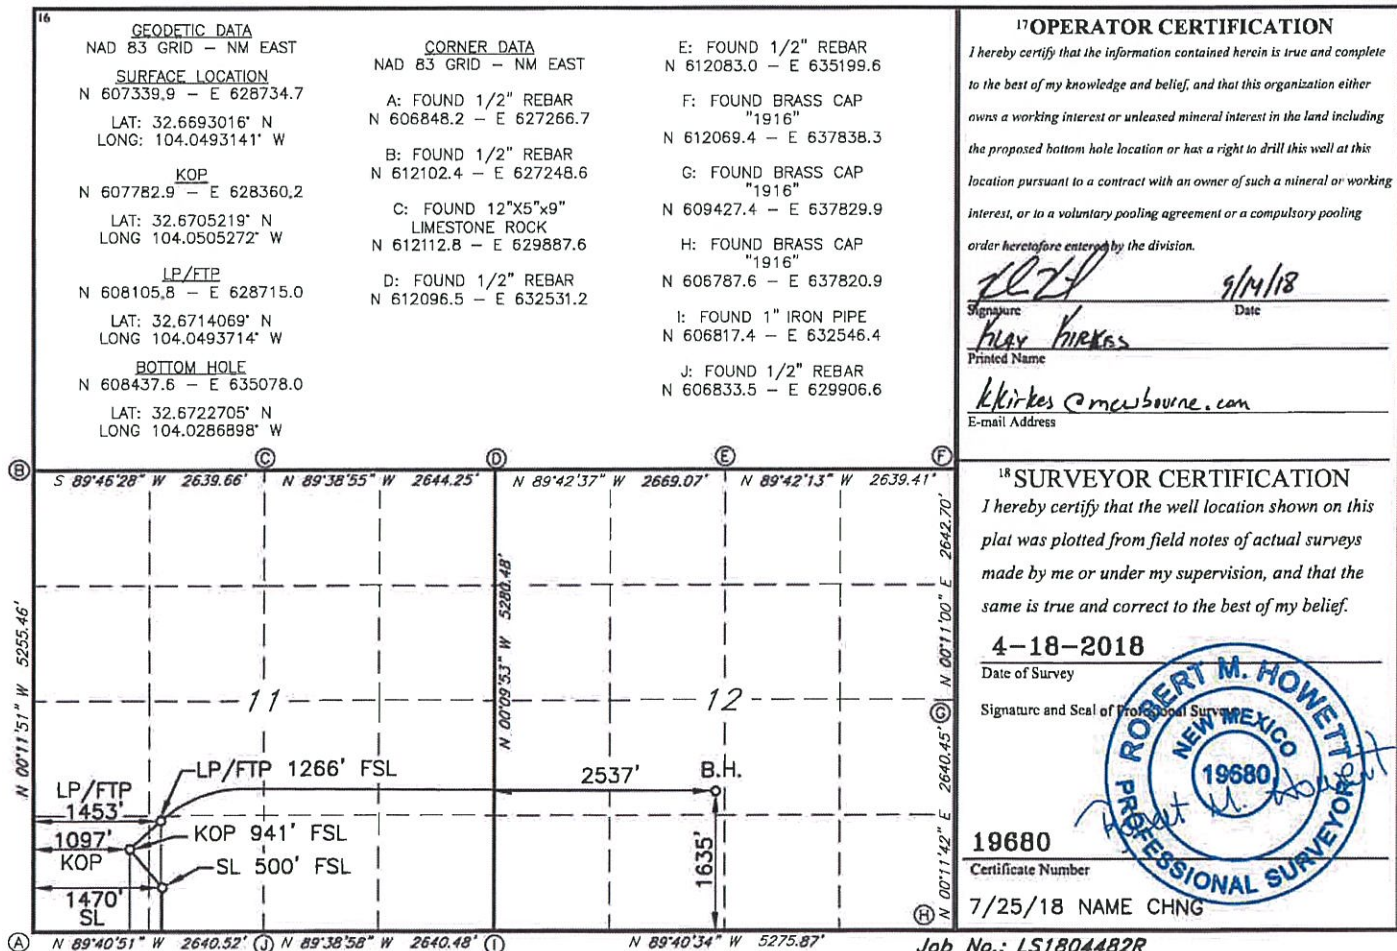 16
GEODETIC DATA
NAD 83 GRID – NM EAST
SURFACE LOCATION
N 607339.9 – E 628734.7
LAT: 32.6693016° N
LONG: 104.0493141° W
KOP
N 607782.9 – E 628360.2
LAT: 32.6705219° N
LONG 104.0505272° W
LP/FTP
N 608105.8 – E 628715.0
LAT: 32.6714069° N
LONG 104.0493714° W
BOTTOM HOLE
N 608437.6 – E 635078.0
LAT: 32.6722705° N
LONG 104.0286898° W
CORNER DATA
NAD 83 GRID – NM EAST
A: FOUND 1/2" REBAR
N 606848.2 – E 627266.7
B: FOUND 1/2" REBAR
N 612102.4 – E 627248.6
C: FOUND 12"X5"x9"
LIMESTONE ROCK
N 612112.8 – E 629887.6
D: FOUND 1/2" REBAR
N 612096.5 – E 632531.2
E: FOUND 1/2" REBAR
N 612083.0 – E 635199.6
F: FOUND BRASS CAP
"1916"
N 612069.4 – E 637838.3
G: FOUND BRASS CAP
"1916"
N 609427.4 – E 637829.9
H: FOUND BRASS CAP
"1916"
N 606787.6 – E 637820.9
I: FOUND 1" IRON PIPE
N 606817.4 – E 632546.4
J: FOUND 1/2" REBAR
N 606833.5 – E 629906.6
17 OPERATOR CERTIFICATION
I hereby certify that the information contained herein is true and complete
to the best of my knowledge and belief, and that this organization either
owns a working interest or unleased mineral interest in the land including
the proposed bottom hole location or has a right to drill this well at this
location pursuant to a contract with an owner of such a mineral or working
interest, or to a voluntary pooling agreement or a compulsory pooling
order heretofore entered by the division.
9/14/18
Signature Date
KLAY KIRKES
Printed Name
kkirkes@mewbourne.com
E-mail Address
18 SURVEYOR CERTIFICATION
I hereby certify that the well location shown on this
plat was plotted from field notes of actual surveys
made by me or under my supervision, and that the
same is true and correct to the best of my belief.
4-18-2018
Date of Survey
Signature and Seal of Professional Surveyor
ROBERT M. HOWETT
NEW MEXICO
19680
PROFESSIONAL SURVEYOR
Robert M. Howett
19680
Certificate Number
7/25/18 NAME CHNG
Job No.: LS1804482R
B
C
D
E
F
S 89°46'28" W 2639.66'
N 89°38'55" W 2644.25'
N 89°42'37" W 2669.07'
N 89°42'13" W 2639.41'
N 00°11'51" W 5255.46'
N 00°09'53" W 5280.48'
N 00°11'00" E 2642.70'
11
12
G
LP/FTP 1266' FSL
2537'
B.H.
LP/FTP
1453'
1097'
KOP
KOP 941' FSL
SL 500' FSL
1470'
SL
1635'
N 00°11'42" E 2640.45'
H
A
N 89°40'51" W 2640.52'
J
N 89°38'58" W 2640.48'
I
N 89°40'34" W 5275.87'